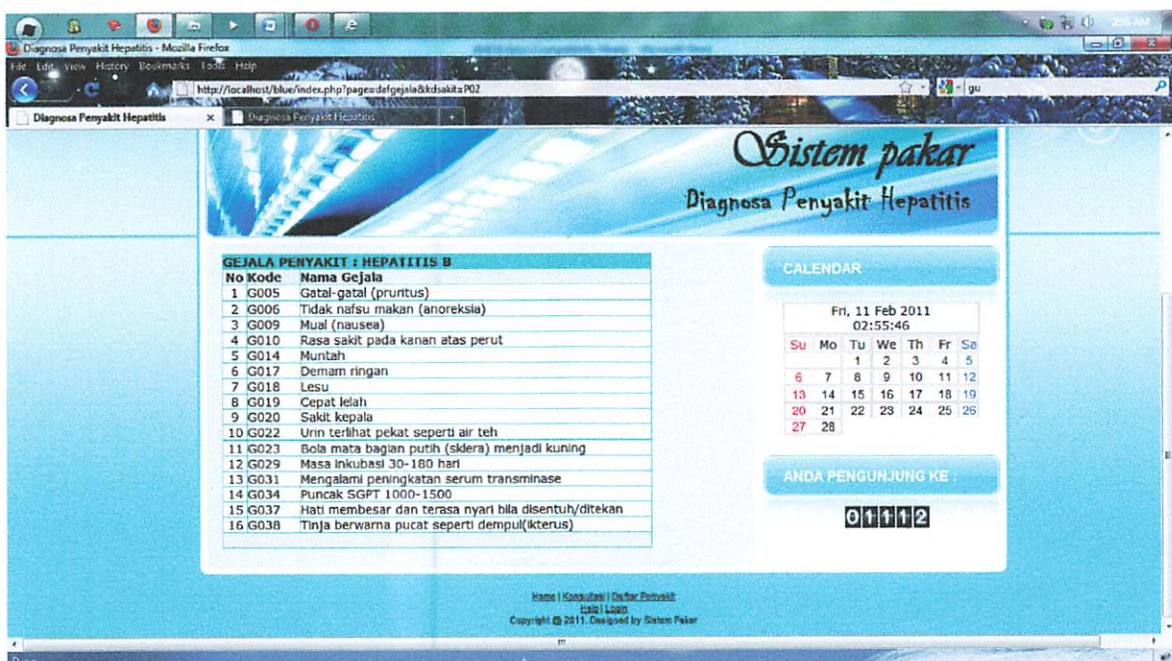 2:56 AM
Diagnosa Penyakit Hepatitis - Mozilla Firefox
File Edit View History Bookmarks Tools Help
http://localhost/blue/index.php?page=dafgejala&kdsakit=P02
gu
Diagnosa Penyakit Hepatitis
Diagnosa Penyakit Hepatitis
Sistem pakar
Diagnosa Penyakit Hepatitis
GEJALA PENYAKIT : HEPATITIS B
No Kode Nama Gejala
1 G005 Gatal-gatal (pruritus)
2 G006 Tidak nafsu makan (anoreksia)
3 G009 Mual (nausea)
4 G010 Rasa sakit pada kanan atas perut
5 G014 Muntah
6 G017 Demam ringan
7 G018 Lesu
8 G019 Cepat lelah
9 G020 Sakit kepala
10 G022 Urin terlihat pekat seperti air teh
11 G023 Bola mata bagian putih (sklera) menjadi kuning
12 G029 Masa inkubasi 30-180 hari
13 G031 Mengalami peningkatan serum transminase
14 G034 Puncak SGPT 1000-1500
15 G037 Hati membesar dan terasa nyari bila disentuh/ditekan
16 G038 Tinja berwarna pucat seperti dempul(ikterus)
CALENDAR
Fri, 11 Feb 2011
02:55:46
Su Mo Tu We Th Fr Sa
1 2 3 4 5
6 7 8 9 10 11 12
13 14 15 16 17 18 19
20 21 22 23 24 25 26
27 28
ANDA PENGUNJUNG KE :
01112
Home | Konsultasi | Daftar Penyakit
Help | Login
Copyright © 2011. Designed by Sistem Pakar